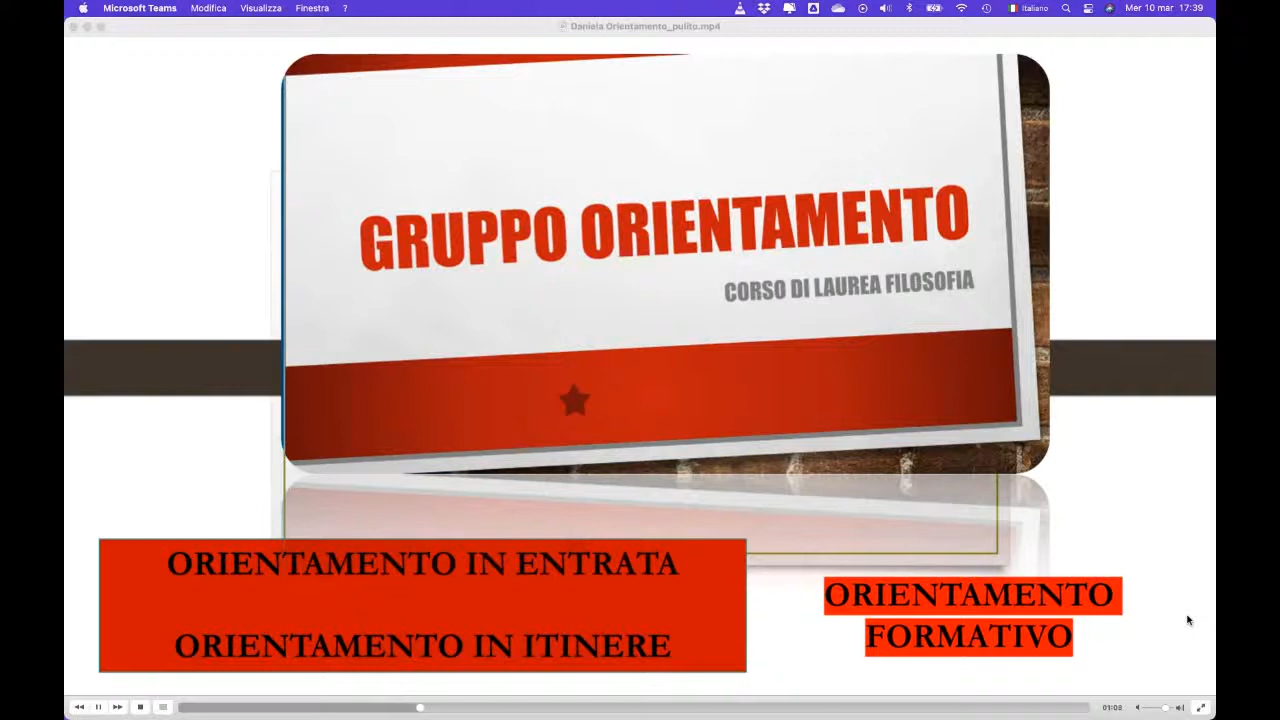 Microsoft Teams Modifica Visualizza Finestra ? Italiano Mer 10 mar 17:39
Daniela Orientamento_pulito.mp4
GRUPPO ORIENTAMENTO
CORSO DI LAUREA FILOSOFIA
ORIENTAMENTO IN ENTRATA
ORIENTAMENTO IN ITINERE
ORIENTAMENTO
FORMATIVO
01:08